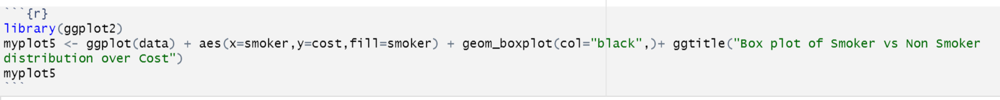 ```{r}
library(ggplot2)
myplot5 <- ggplot(data) + aes(x=smoker,y=cost,fill=smoker) + geom_boxplot(col="black",)+ ggtitle("Box plot of Smoker vs Non Smoker
distribution over Cost")
myplot5
```